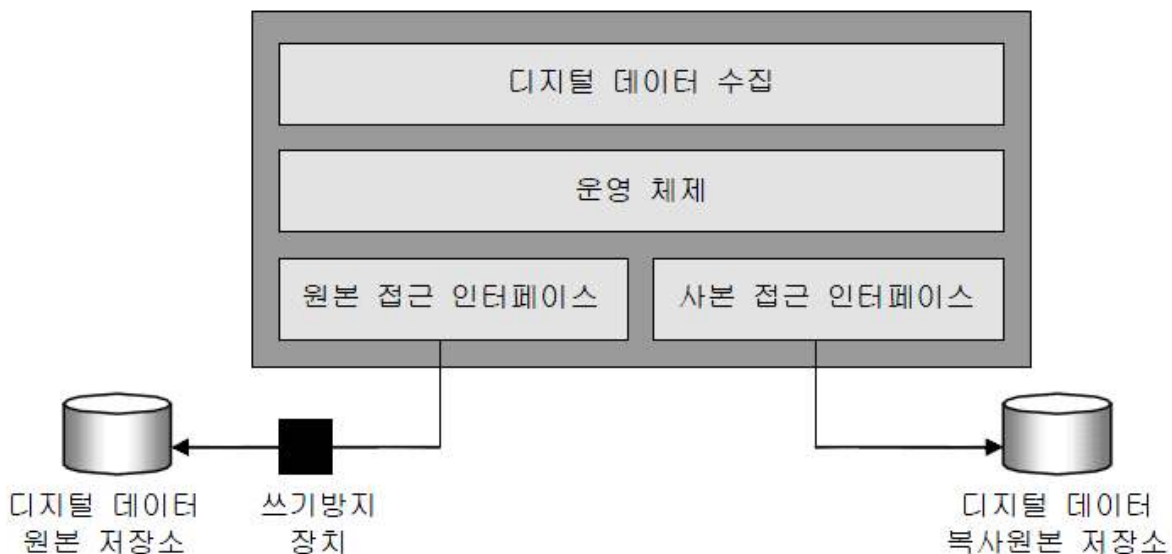 디지털 데이터 수집
운영 체제
원본 접근 인터페이스
사본 접근 인터페이스
디지털 데이터
원본 저장소
쓰기방지
장치
디지털 데이터
복사원본 저장소